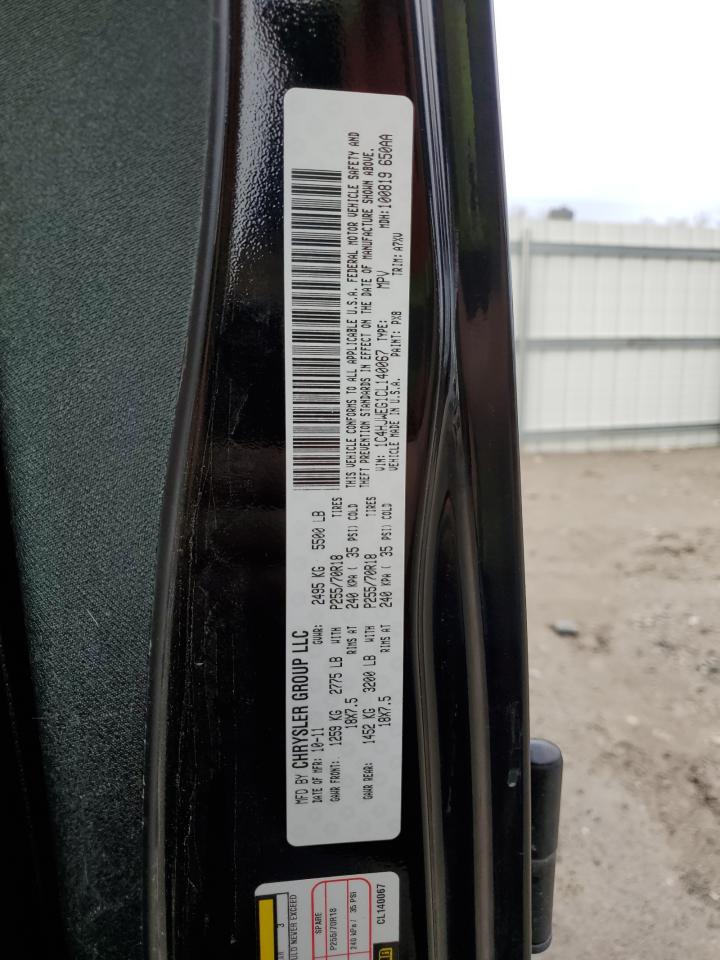 MFD BY CHRYSLER GROUP LLC
DATE OF MFR: 10-11 GVWR: 2495 KG 5500 LB
GAWR FRONT: 1259 KG 2775 LB WITH P255/70R18 TIRES
18X7.5 RIMS AT 240 KPA ( 35 PSI) COLD
GAWR REAR: 1452 KG 3200 LB WITH P255/70R18 TIRES
18X7.5 RIMS AT 240 KPA ( 35 PSI) COLD
THIS VEHICLE CONFORMS TO ALL APPLICABLE U.S.A. FEDERAL MOTOR VEHICLE SAFETY AND
THEFT PREVENTION STANDARDS IN EFFECT ON THE DATE OF MANUFACTURE SHOWN ABOVE.
VIN: 1C4HJWEG1CL140067 TYPE: MPV MDH: 100819 650AA
VEHICLE MADE IN U.S.A. PAINT: PX8 TRIM: A7XV
3
ULD NEVER EXCEED
SPARE
P255/70R18
240 kPa / 35 PSI
CL140067